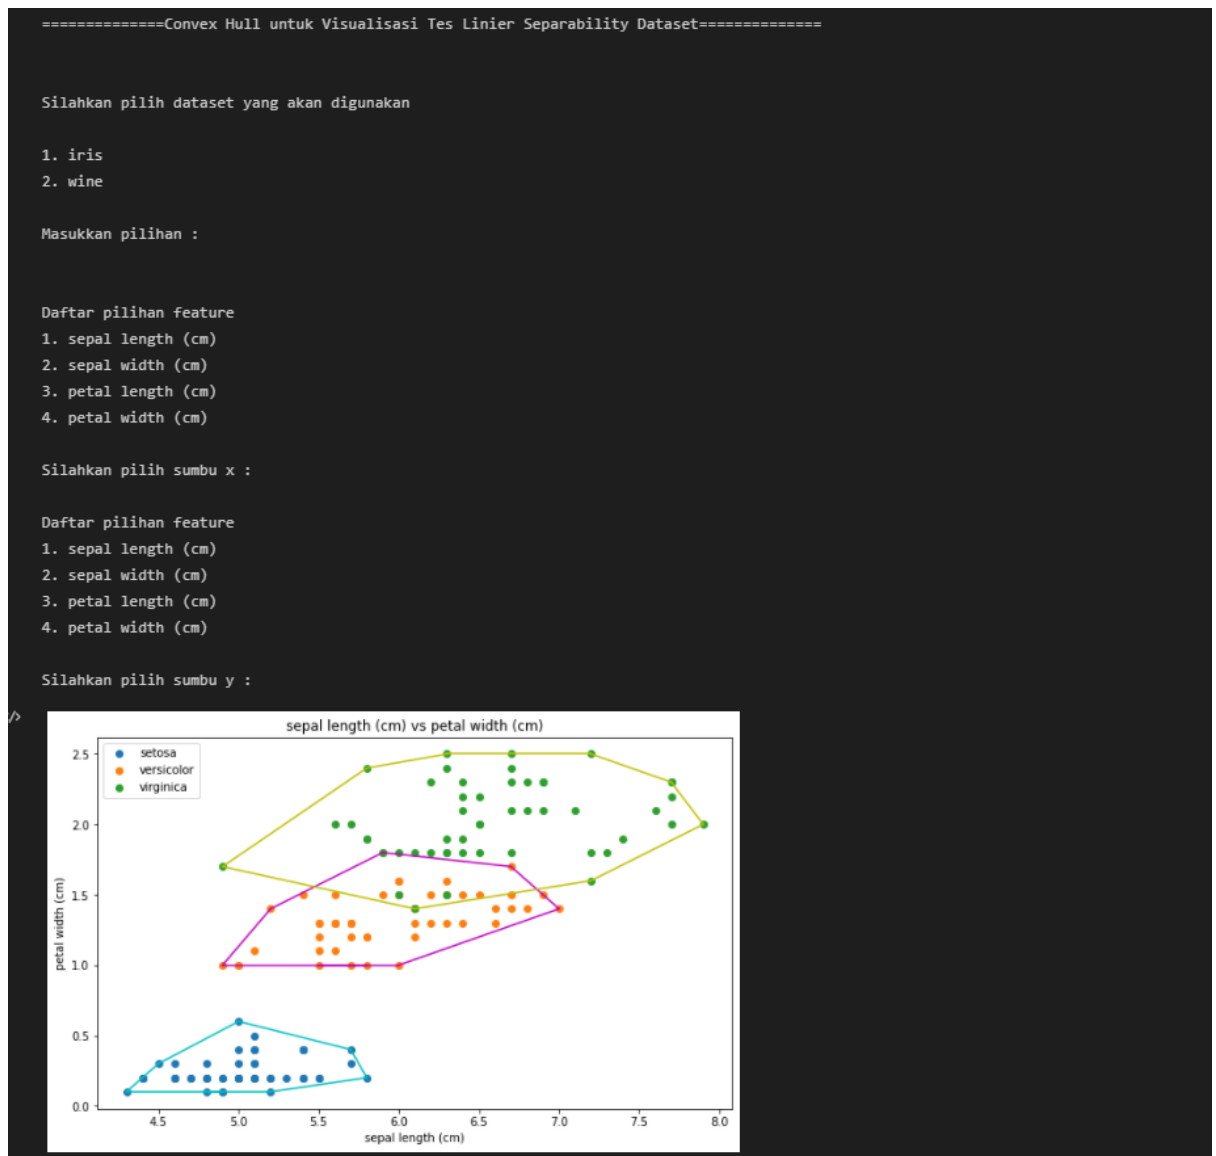 ==============Convex Hull untuk Visualisasi Tes Linier Separability Dataset==============
Silahkan pilih dataset yang akan digunakan
1. iris
2. wine
Masukkan pilihan :
Daftar pilihan feature
1. sepal length (cm)
2. sepal width (cm)
3. petal length (cm)
4. petal width (cm)
Silahkan pilih sumbu x :
Daftar pilihan feature
1. sepal length (cm)
2. sepal width (cm)
3. petal length (cm)
4. petal width (cm)
Silahkan pilih sumbu y :
</>
sepal length (cm) vs petal width (cm)
setosa
versicolor
virginica
2.5
2.0
1.5
1.0
0.5
0.0
petal width (cm)
4.5 5.0 5.5 6.0 6.5 7.0 7.5 8.0
sepal length (cm)